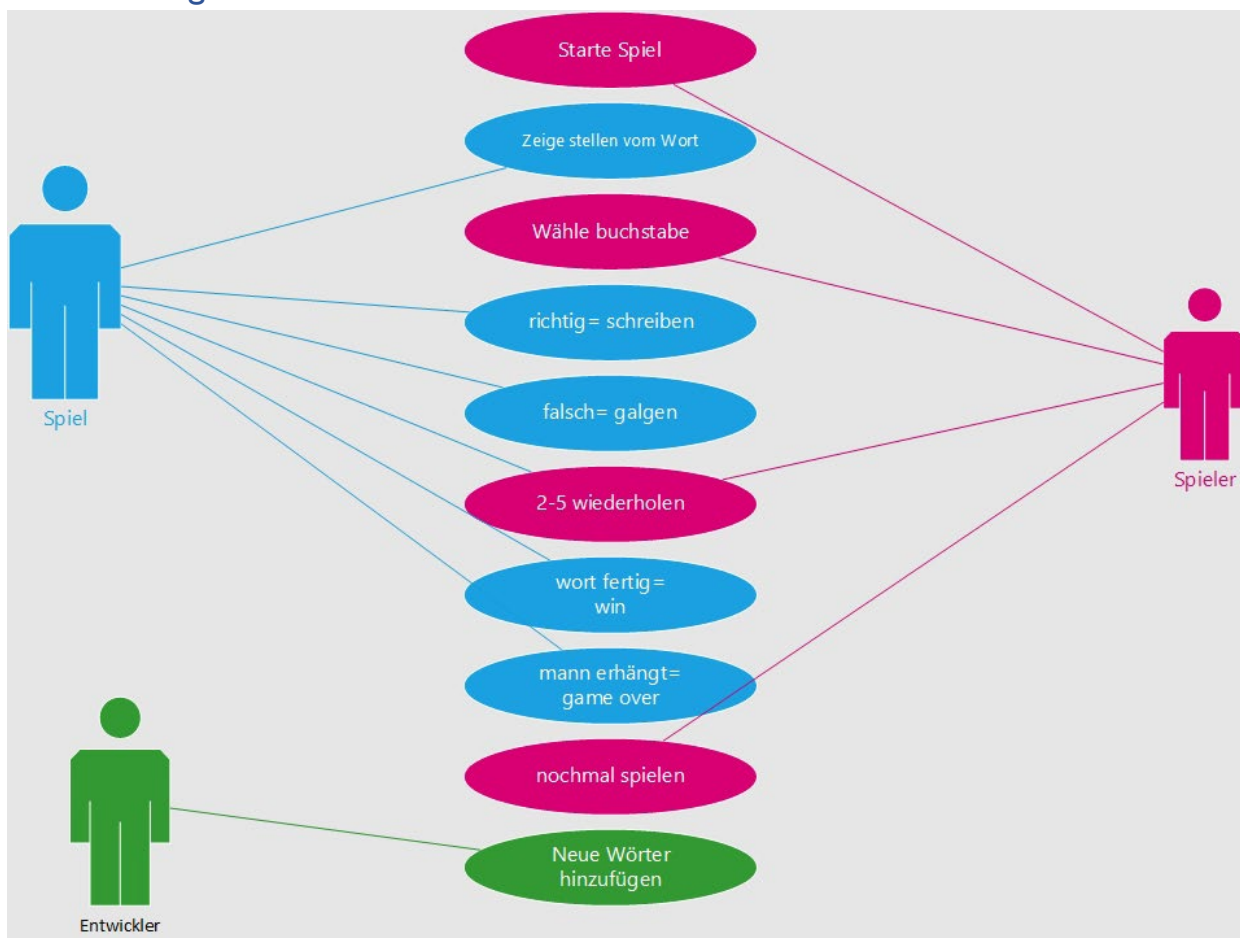 Starte Spiel
Zeige stellen vom Wort
Wähle buchstabe
richtig= schreiben
falsch= galgen
Spiel
2-5 wiederholen
Spieler
wort fertig=
win
mann erhängt=
game over
nochmal spielen
Neue Wörter
hinzufügen
Entwickler